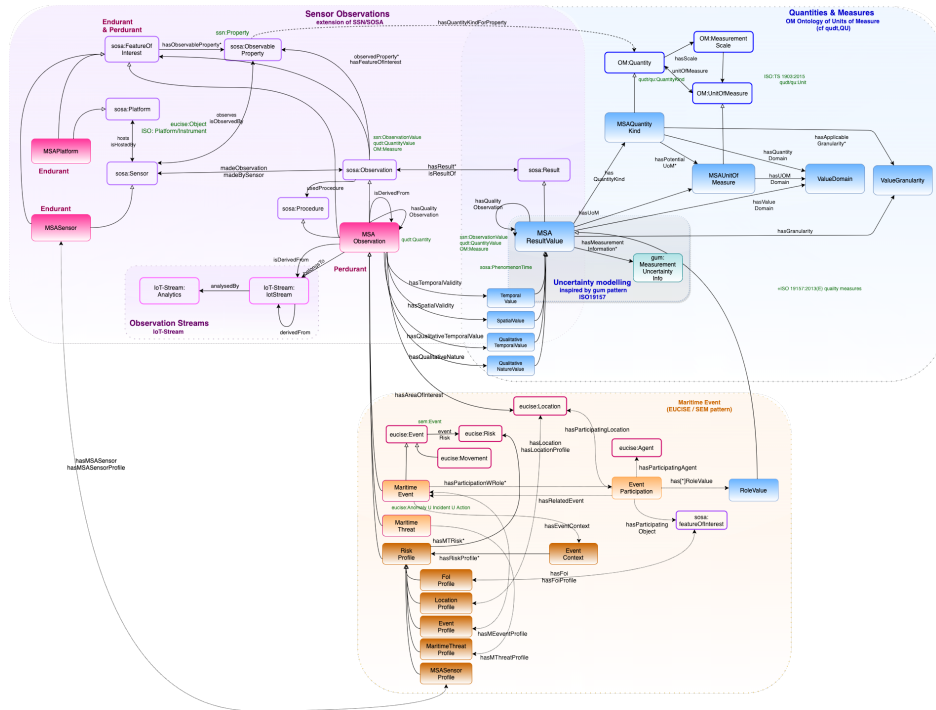 Sensor Observations
extension of SSN/SOSA
Quantities & Measures
OM Ontology of Units of Measure
(cf qudt,QU)
Endurant
& Perdurant
ssn:Property
hasQuantityKindForProperty
sosa:FeatureOf
Interest
hasObservableProperty*
sosa:Observable
Property
observedProperty*
hasFeatureOfInterest
OM:Measurement
Scale
hasScale
OM:Quantity
unitOfMeasure
qudt/qu:QuantityKind
OM:UnitOfMeasure
ISO:TS 1903:2015
qudt/qu:Unit
sosa:Platform
eucise:Object
ISO: Platform/Instrument
observes
isObservedBy
hosts
isHostedBy
MSAPlatform
Endurant
sosa:Sensor
madeObservation
madeBySensor
ssn:ObservationValue
qudt:QuantityValue
OM:Measure
sosa:Observation
hasResult*
isResultOf
sosa:Result
MSAQuantity
Kind
hasApplicable
Granularity*
hasPotential
UoM*
hasQuantity
Domain
has
QuantityKind
MSAUnitOf
Measure
hasUOM
Domain
ValueDomain
ValueGranularity
hasValue
Domain
usedProcedure
isDerivedFrom
sosa:Procedure
hasQuality
Observation
hasQuality
Observation
hasUoM
Endurant
MSASensor
MSA
Observation
qudt:Quantity
Perdurant
MSA
ResultValue
hasGranularity
ssn:ObservationValue
qudt:QuantityValue
OM:Measure
hasMeasurement
Information*
gum:
Measurement
Uncertainty
Info
sosa:PhenomenonTime
Uncertainty modelling
Inspired by gum pattern
ISO19157
isDerivedFrom
belongsTo
IoT-Stream:
Analytics
analysedBy
IoT-Stream:
IotStream
derivedFrom
Observation Streams
IoT-Stream
hasTemporalValidity
Temporal
Value
hasSpatialValidity
SpatialValue
hasQualitativeTemporalValue
Qualitative
TemporalValue
hasQualitativeNature
Qualitative
NatureValue
=ISO 19157:2013(E) quality measures
hasAreaOfInterest
eucise:Location
Maritime Event
(EUCISE / SEM pattern)
sem:Event
eucise:Event
event
Risk
eucise:Risk
hasParticipatingLocation
eucise:Movement
hasLocation
hasLocationProfile
eucise:Agent
hasParticipatingAgent
hasMSASensor
hasMSASensorProfile
Maritime
Event
hasParticipationWRole*
Event
Participation
has[*]RoleValue
RoleValue
hasRelatedEvent
eucise:Anomaly U Incident U Action
Maritime
Threat
hasEventContext
hasParticipating
Object
sosa:
featureOfInterest
hasMTRisk*
Risk
Profile
hasRiskProfile*
Event
Context
FoI
Profile
hasFoi
hasFoiProfile
Location
Profile
Event
Profile
hasMEeventProfile
MaritimeThreat
Profile
hasMThreatProfile
MSASensor
Profile